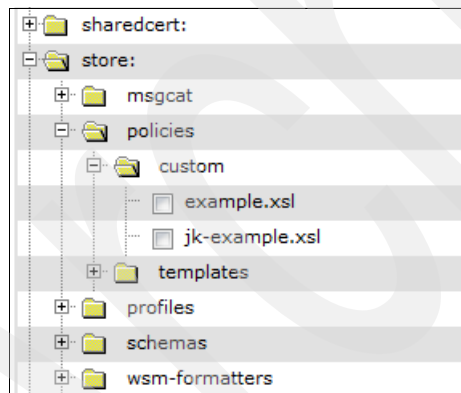 sharedcert:
store:
msgcat
policies
custom
example.xsl
jk-example.xsl
templates
profiles
schemas
wsm-formatters